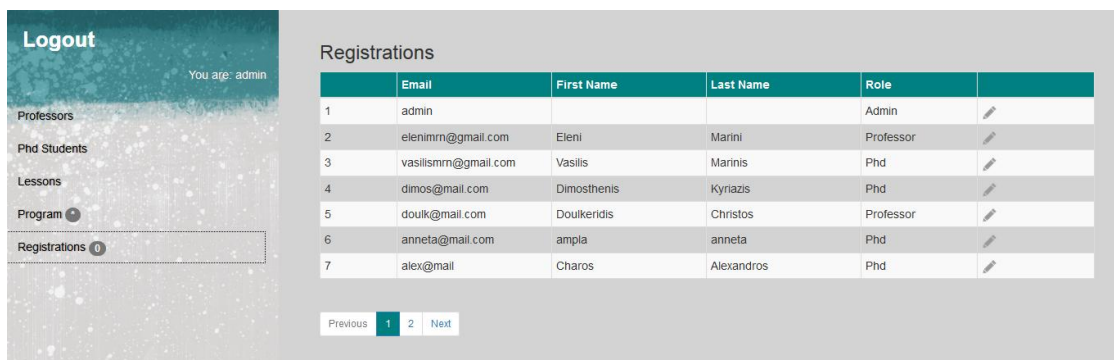 Logout
You are: admin
Professors
Phd Students
Lessons
Program *
Registrations 0
Registrations
Email First Name Last Name Role
1 admin Admin
2 elenimrn@gmail.com Eleni Marini Professor
3 vasilismrn@gmail.com Vasilis Marinis Phd
4 dimos@mail.com Dimosthenis Kyriazis Phd
5 doulk@mail.com Doulkeridis Christos Professor
6 anneta@mail.com ampla anneta Phd
7 alex@mail Charos Alexandros Phd
Previous 1 2 Next